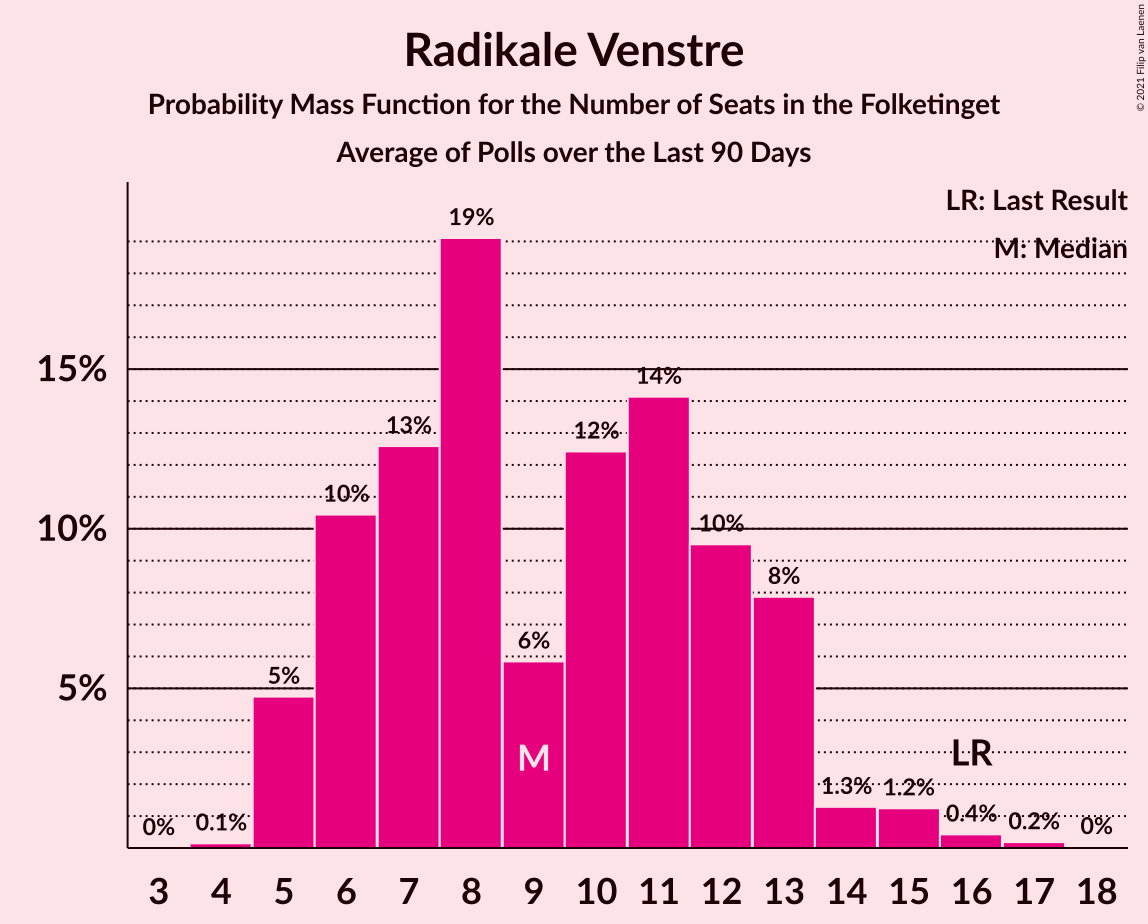 Radikale Venstre
Probability Mass Function for the Number of Seats in the Folketinget
Average of Polls over the Last 90 Days
© 2021 Filip van Laenen
LR: Last Result
M: Median
15%
10%
5%
0%
0.1%
5%
10%
13%
19%
6%
12%
14%
10%
8%
1.3%
1.2%
0.4%
0.2%
0%
M
LR
3 4 5 6 7 8 9 10 11 12 13 14 15 16 17 18